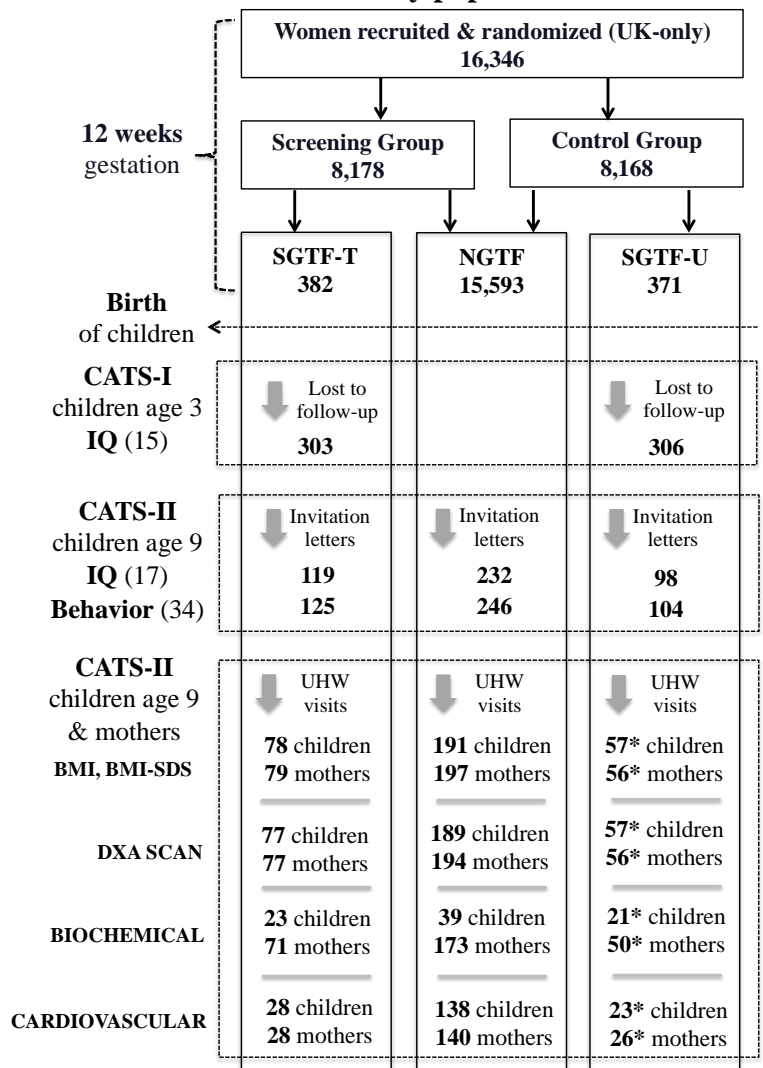 Women recruited & randomized (UK-only)
16,346
12 weeks
gestation
Screening Group
8,178
Control Group
8,168
SGTF-T
382
NGTF
15,593
SGTF-U
371
Birth
of children
CATS-I
children age 3
IQ (15)
Lost to
follow-up
303
Lost to
follow-up
306
CATS-II
children age 9
IQ (17)
Behavior (34)
Invitation
letters
119
125
Invitation
letters
232
246
Invitation
letters
98
104
CATS-II
children age 9
& mothers
UHW
visits
UHW
visits
UHW
visits
BMI, BMI-SDS
78 children
79 mothers
191 children
197 mothers
57* children
56* mothers
DXA SCAN
77 children
77 mothers
189 children
194 mothers
57* children
56* mothers
BIOCHEMICAL
23 children
71 mothers
39 children
173 mothers
21* children
50* mothers
CARDIOVASCULAR
28 children
28 mothers
138 children
140 mothers
23* children
26* mothers